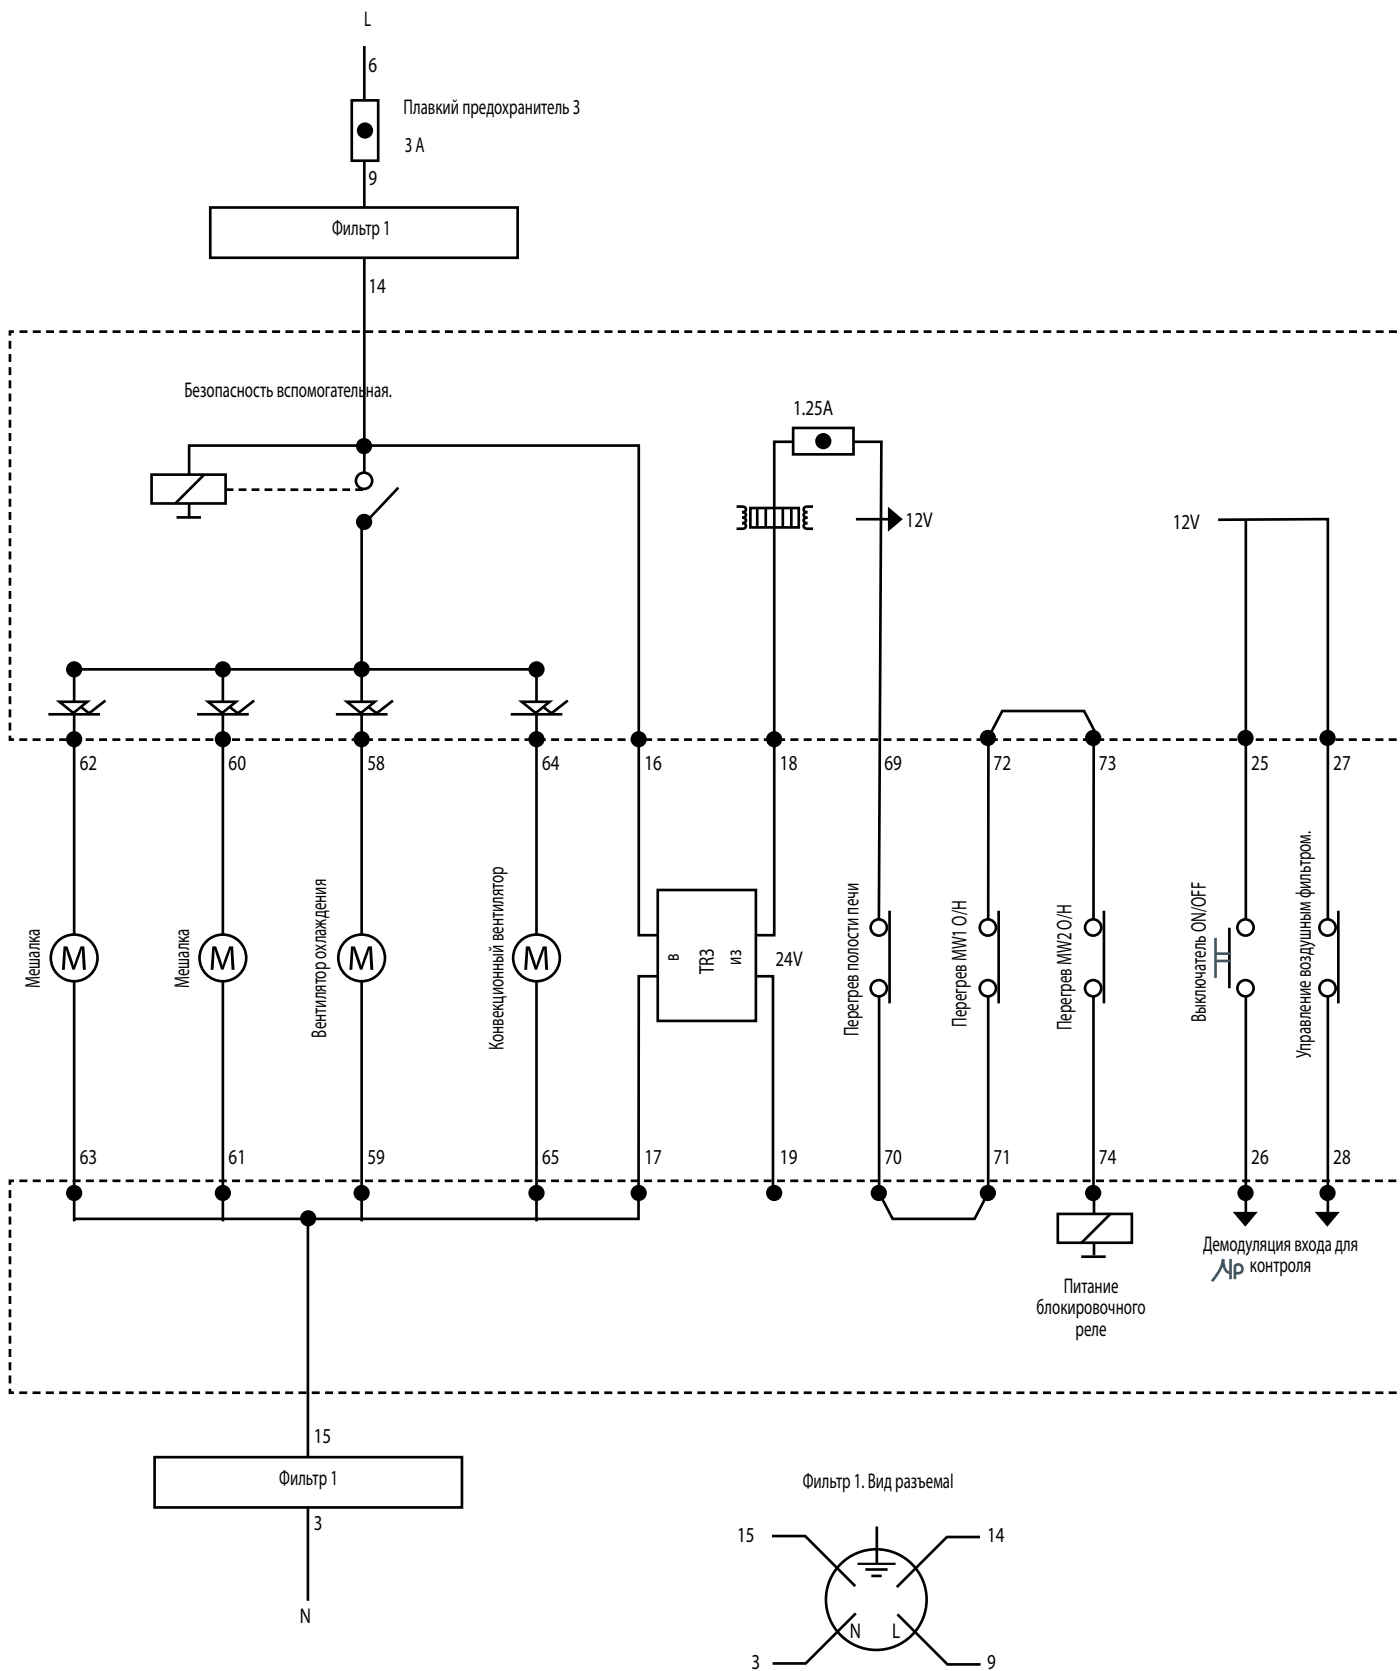 L
6
Плавкий предохранитель 3
3 A
9
Фильтр 1
14
Безопасность вспомогательная.
1.25A
12V
12V
62
60
58
64
16
18
69
72
73
25
27
Мешалка
M
Мешалка
M
Вентилятор охлаждения
M
Конвекционный вентилятор
M
в
TR3
из
24V
Перегрев полости печи
Перегрев MW1 O/H
Перегрев MW2 O/H
Выключатель ON/OFF
Управление воздушным фильтром.
63
61
59
65
17
19
70
71
74
26
28
Демодуляция входа для
контроля
Питание
блокировочного
реле
15
Фильтр 1
3
N
Фильтр 1. Вид разъемаl
15
14
N
L
3
9